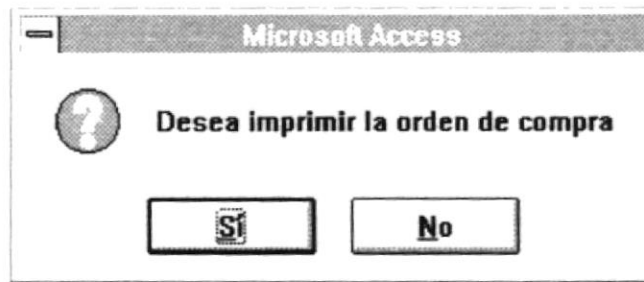 Microsoft Access
Desea imprimir la orden de compra
Sí
No